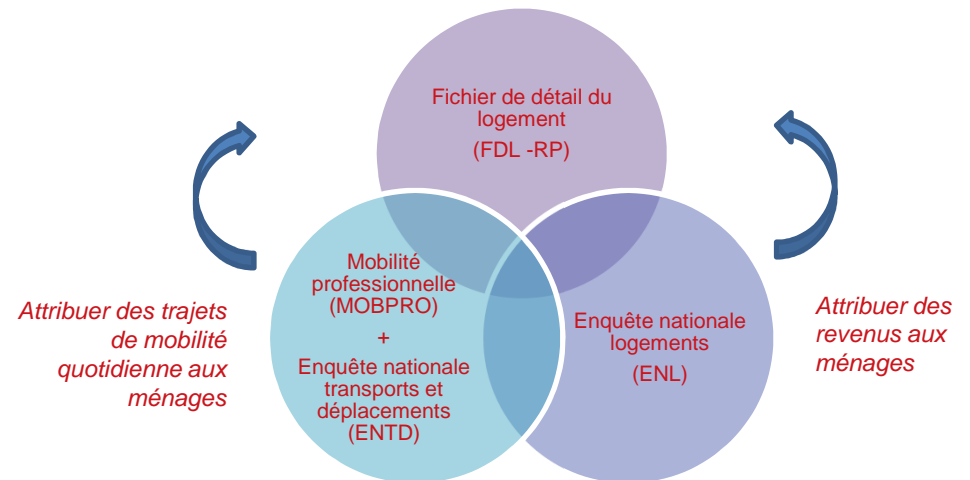 Fichier de détail du
logement
(FDL -RP)
Mobilité
professionnelle
(MOBPRO)
+
Enquête nationale
transports et
déplacements
(ENTD)
Enquête nationale
logements
(ENL)
Attribuer des trajets
de mobilité
quotidienne aux
ménages
Attribuer des
revenus aux
ménages